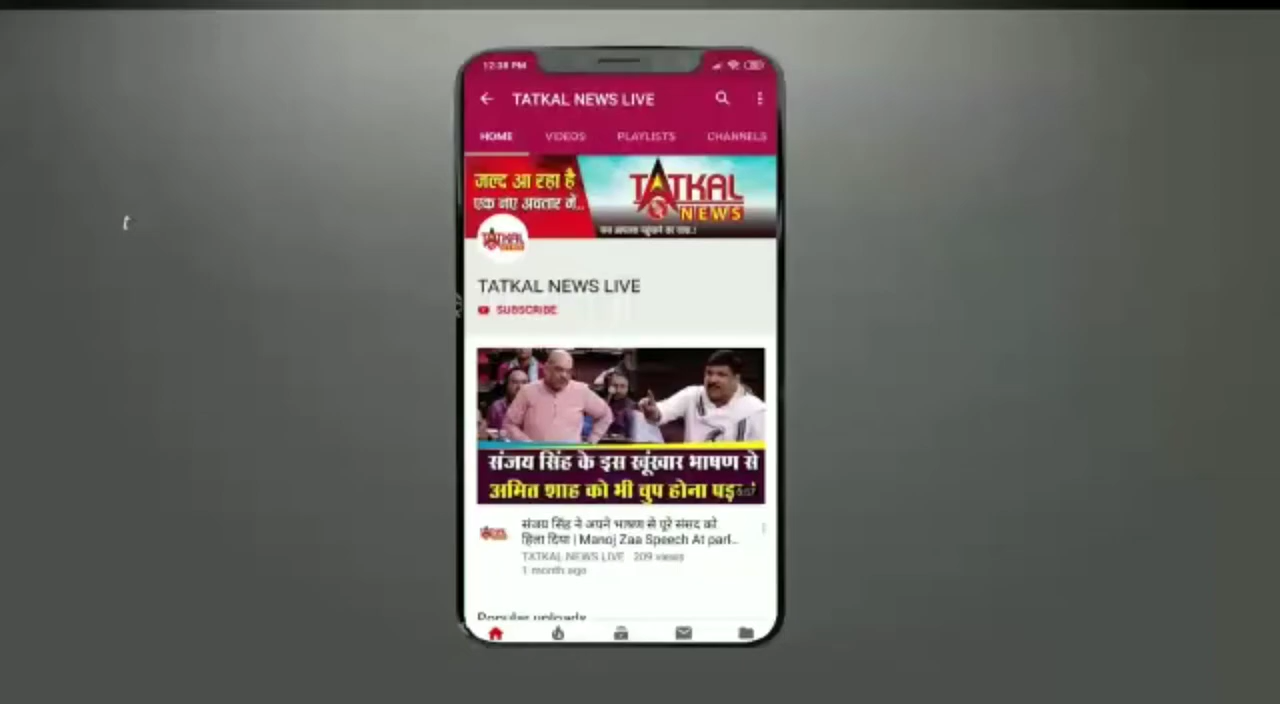 12:38 PM
TATKAL NEWS LIVE
HOME VIDEOS PLAYLISTS CHANNELS
जल्द आ रहा है
एक नए अवतार में..
TATKAL
NEWS
t
TATKAL
TATKAL NEWS LIVE
SUBSCRIBE
संजय सिंह के इस खूंखार भाषण से
अमित शाह को भी चुप होना पड़
संजय सिंह ने अपने भाषण से पूरे संसद को
हिला दिया | Manoj Zaa Speech At parl..
TATKAL NEWS LIVE 209 views
1 month ago
Popular uploads